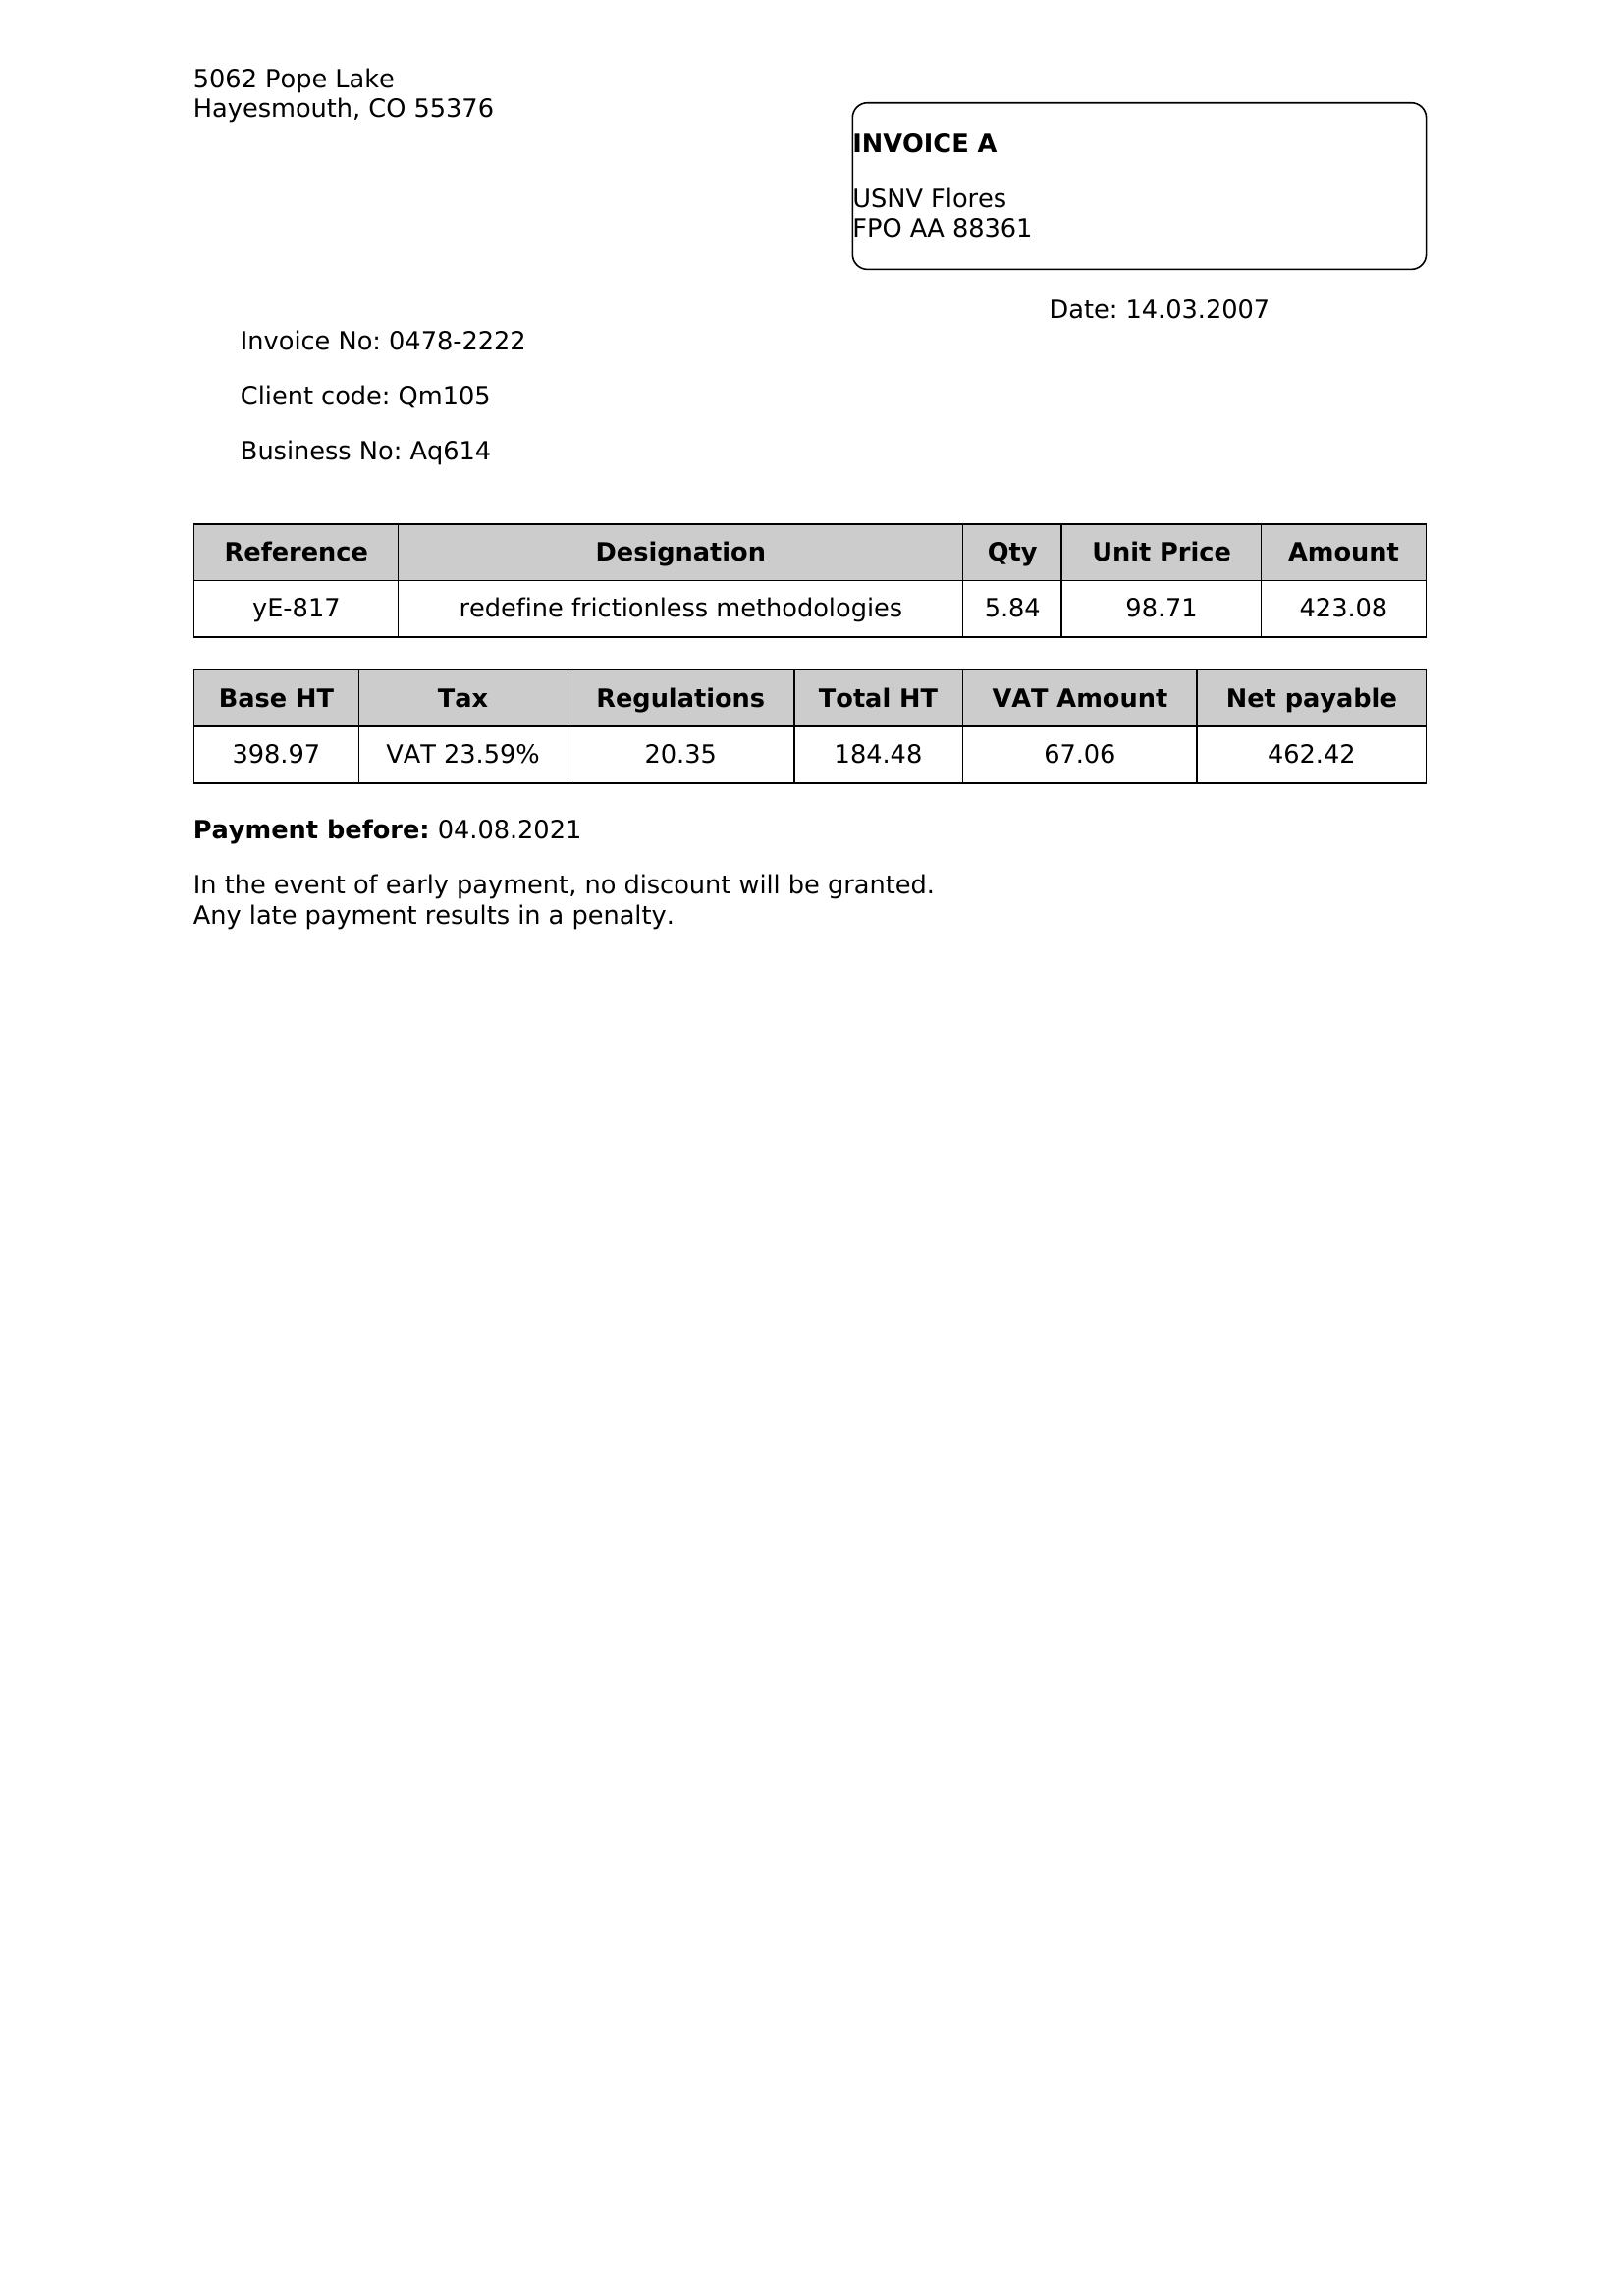 5062 Pope Lake
Hayesmouth, CO 55376
INVOICE A
USNV Flores
FPO AA 88361
Date: 14.03.2007
Invoice No: 0478-2222
Client code: Qm105
Business No: Aq614
Reference Designation Qty Unit Price Amount
yE-817 redefine frictionless methodologies 5.84 98.71 423.08
Base HT Tax Regulations Total HT VAT Amount Net payable
398.97 VAT 23.59% 20.35 184.48 67.06 462.42
Payment before: 04.08.2021
In the event of early payment, no discount will be granted.
Any late payment results in a penalty.